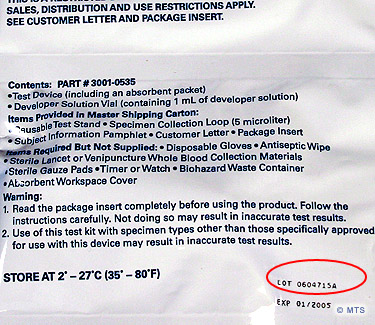 SALES, DISTRIBUTION AND USE RESTRICTIONS APPLY.
SEE CUSTOMER LETTER AND PACKAGE INSERT.
Contents: PART # 3001-0535
•Test Device (including an absorbent packet)
• Developer Solution Vial (containing 1 mL of developer solution)
Items Provided in Master Shipping Carton:
•Reusable Test Stand • Specimen Collection Loop (5 microliter)
• Subject Information Pamphlet • Customer Letter • Package Insert
Items Required But Not Supplied: • Disposable Gloves • Antiseptic Wipe
• Sterile Lancet or Venipuncture Whole Blood Collection Materials
•Sterile Gauze Pads •Timer or Watch • Biohazard Waste Container
•Absorbent Workspace Cover
Warning:
1. Read the package insert completely before using the product. Follow the
instructions carefully. Not doing so may result in inaccurate test results.
2. Use of this test kit with specimen types other than those specifically approved
for use with this device may result in inaccurate test results.
STORE AT 2° - 27°C (35° - 80°F)
LOT 0604715A
EXP 01/2005
© MTS